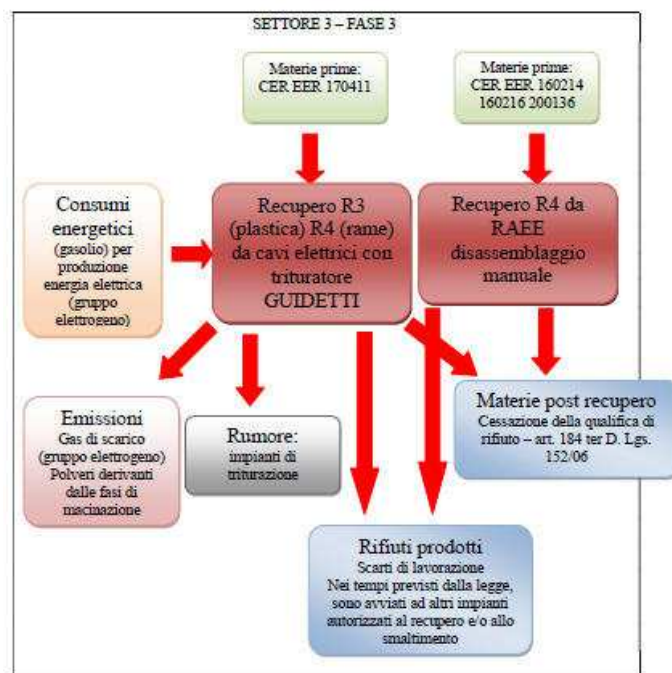 SETTORE 3 – FASE 3
Materie prime:
CER EER 170411
Materie prime:
CER EER 160214
160216 200136
Consumi
energetici
(gasolio) per
produzione
energia elettrica
(gruppo
elettrogeno)
Recupero R3
(plastica) R4 (rame)
da cavi elettrici con
trituratore
GUIDETTI
Recupero R4 da
RAEE
disassemblaggio
manuale
Emissioni
Gas di scarico
(gruppo elettrogeno)
Polveri derivanti
dalle fasi di
macinazione
Rumore:
impianti di
triturazione
Materie post recupero
Cessazione della qualifica di
rifiuto – art. 184 ter D. Lgs.
152/06
Rifiuti prodotti
Scarti di lavorazione
Nei tempi previsti dalla legge,
sono avviati ad altri impianti
autorizzati al recupero e/o allo
smaltimento